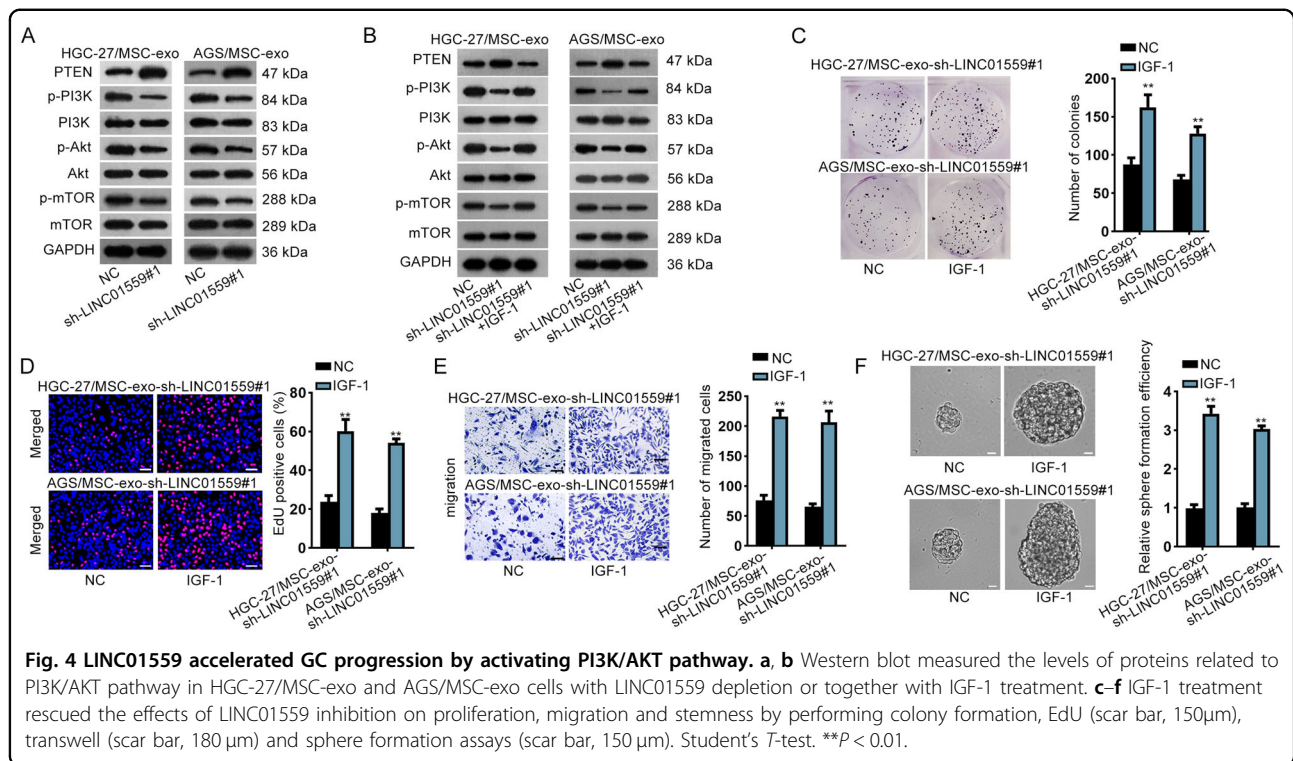 A
HGC-27/MSC-exo AGS/MSC-exo
PTEN 47 kDa
p-PI3K 84 kDa
PI3K 83 kDa
p-Akt 57 kDa
Akt 56 kDa
p-mTOR 288 kDa
mTOR 289 kDa
GAPDH 36 kDa
NC
sh-LINC01559#1
NC
sh-LINC01559#1
B
HGC-27/MSC-exo AGS/MSC-exo
PTEN 47 kDa
p-PI3K 84 kDa
PI3K 83 kDa
p-Akt 57 kDa
Akt 56 kDa
p-mTOR 288 kDa
mTOR 289 kDa
GAPDH 36 kDa
NC
sh-LINC01559#1
sh-LINC01559#1
+IGF-1
NC
sh-LINC01559#1
sh-LINC01559#1
+IGF-1
C
HGC-27/MSC-exo-sh-LINC01559#1
AGS/MSC-exo-sh-LINC01559#1
NC IGF-1
NC
IGF-1
Number of colonies
200
150
100
50
0
**
**
HGC-27/MSC-exo-
sh-LINC01559#1
AGS/MSC-exo-
sh-LINC01559#1
D
HGC-27/MSC-exo-sh-LINC01559#1
Merged
AGS/MSC-exo-sh-LINC01559#1
Merged
NC IGF-1
NC
IGF-1
EdU positive cells (%)
80
60
40
20
0
**
**
HGC-27/MSC-exo-
sh-LINC01559#1
AGS/MSC-exo-
sh-LINC01559#1
E
HGC-27/MSC-exo-sh-LINC01559#1
AGS/MSC-exo-sh-LINC01559#1
migration
NC IGF-1
NC
IGF-1
Number of migrated cells
250
200
150
100
50
0
**
**
HGC-27/MSC-exo-
sh-LINC01559#1
AGS/MSC-exo-
sh-LINC01559#1
F
HGC-27/MSC-exo-sh-LINC01559#1
NC IGF-1
AGS/MSC-exo-sh-LINC01559#1
NC IGF-1
NC
IGF-1
Relative sphere formation efficiency
4
3
2
1
0
**
**
HGC-27/MSC-exo-
sh-LINC01559#1
AGS/MSC-exo-
sh-LINC01559#1
Fig. 4 LINC01559 accelerated GC progression by activating PI3K/AKT pathway. a, b Western blot measured the levels of proteins related to
PI3K/AKT pathway in HGC-27/MSC-exo and AGS/MSC-exo cells with LINC01559 depletion or together with IGF-1 treatment. c–f IGF-1 treatment
rescued the effects of LINC01559 inhibition on proliferation, migration and stemness by performing colony formation, EdU (scar bar, 150μm),
transwell (scar bar, 180 μm) and sphere formation assays (scar bar, 150 μm). Student's T-test. **P < 0.01.